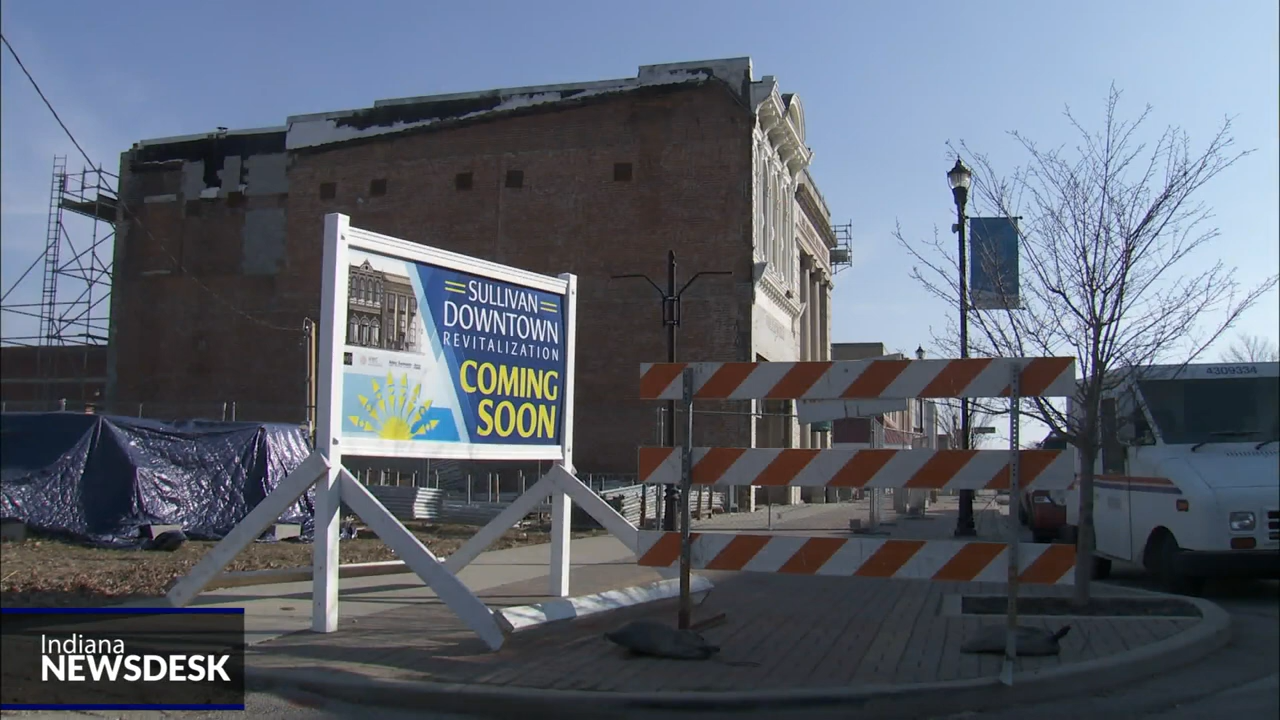 4309334
SULLIVAN
DOWNTOWN
REVITALIZATION
COMING
SOON
Indiana
NEWSDESK